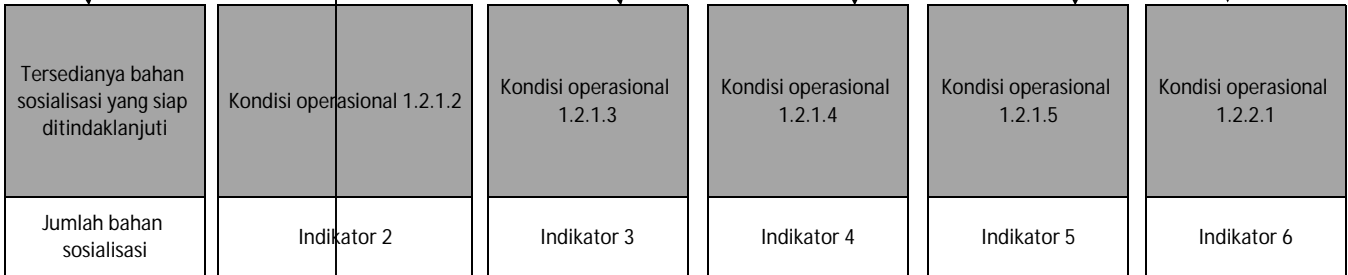 Tersedianya bahan
sosialisasi yang siap
ditindaklanjuti
Kondisi operasional 1.2.1.2
Kondisi operasional
1.2.1.3
Kondisi operasional
1.2.1.4
Kondisi operasional
1.2.1.5
Kondisi operasional
1.2.2.1
Jumlah bahan
sosialisasi
Indikator 2
Indikator 3
Indikator 4
Indikator 5
Indikator 6